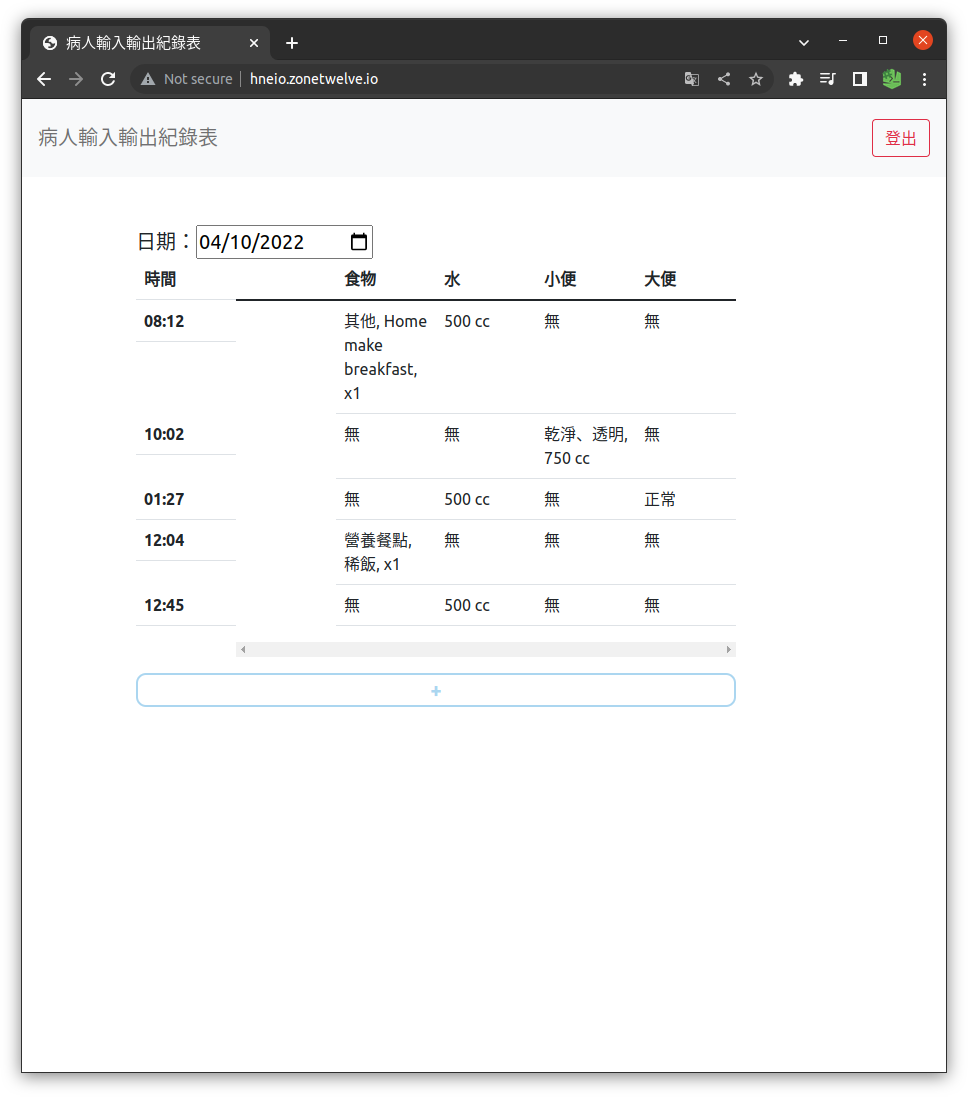 病人輸入輸出紀錄表
Not secure
hneio.zonetwelve.io
病人輸入輸出紀錄表
登出
日期：04/10/2022
時間 食物 水 小便 大便
08:12 其他, Home make breakfast, x1 500 cc 無 無
10:02 無 無 乾淨、透明, 750 cc 無
01:27 無 500 cc 無 正常
12:04 營養餐點, 稀飯, x1 無 無 無
12:45 無 500 cc 無 無
+